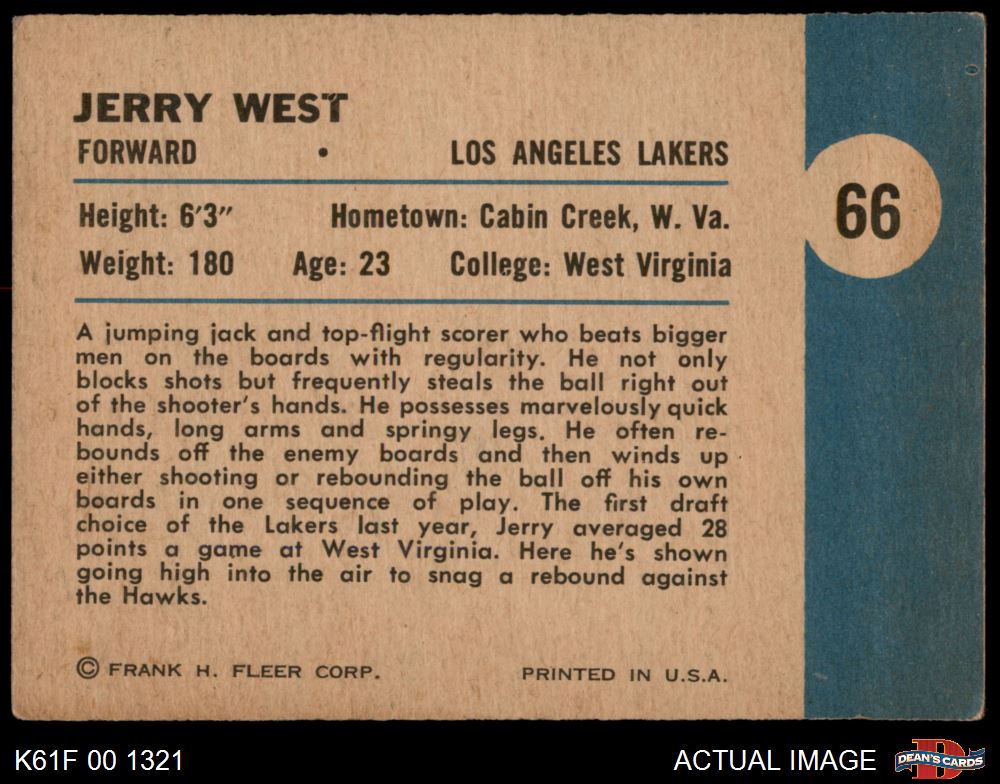 JERRY WEST
FORWARD • LOS ANGELES LAKERS
Height: 6'3" Hometown: Cabin Creek, W. Va.
Weight: 180 Age: 23 College: West Virginia
66
A jumping jack and top-flight scorer who beats bigger
men on the boards with regularity. He not only
blocks shots but frequently steals the ball right out
of the shooter's hands. He possesses marvelously quick
hands, long arms and springy legs. He often re-
bounds off the enemy boards and then winds up
either shooting or rebounding the ball off his own
boards in one sequence of play. The first draft
choice of the Lakers last year, Jerry averaged 28
points a game at West Virginia. Here he's shown
going high into the air to snag a rebound against
the Hawks.
© FRANK H. FLEER CORP. PRINTED IN U.S.A.
K61F 00 1321 ACTUAL IMAGE DEAN'S CARDS